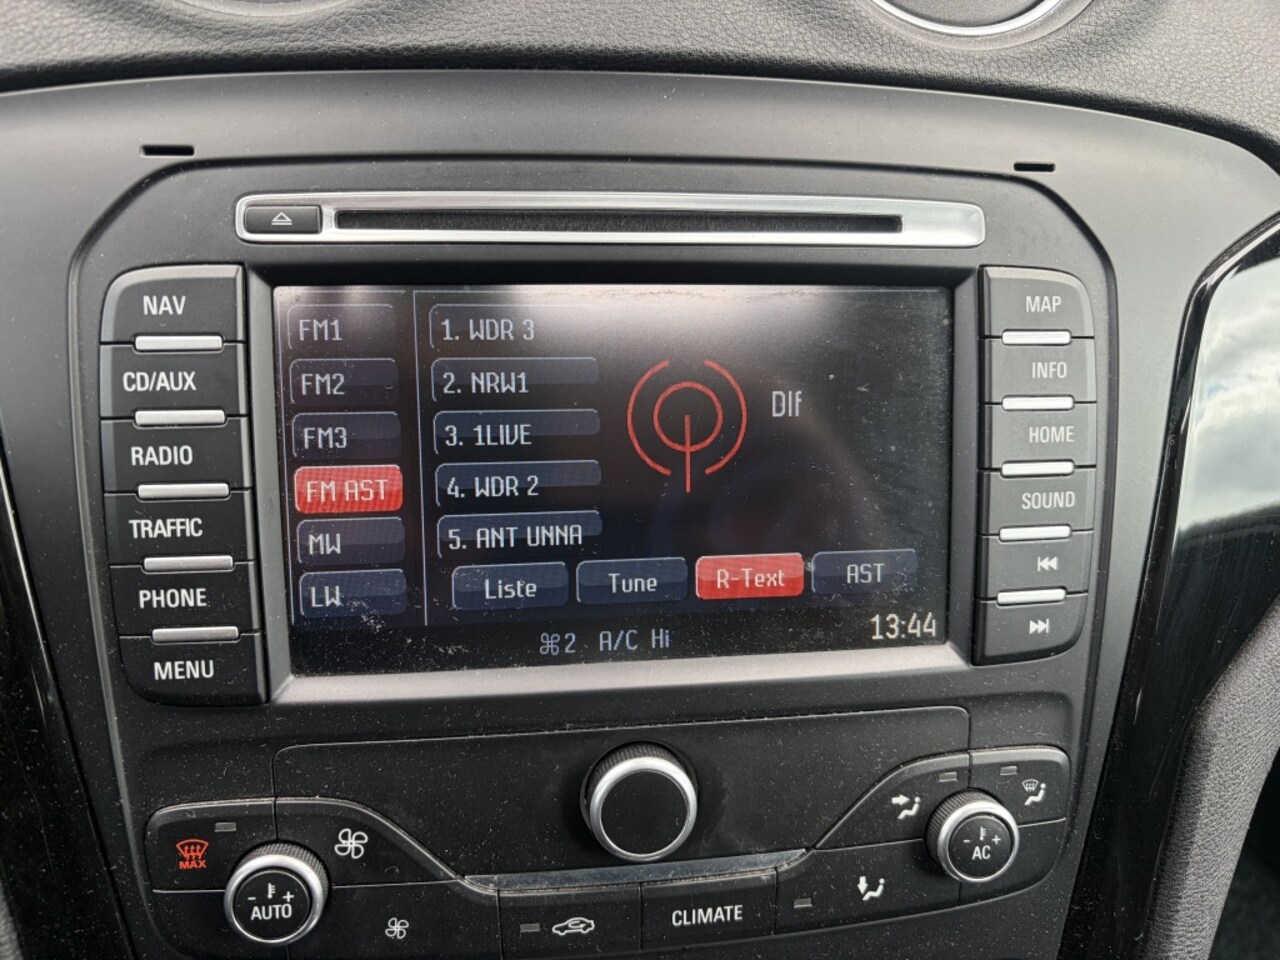 NAV
CD/AUX
RADIO
TRAFFIC
PHONE
MENU
FM1
FM2
FM3
FM AST
MW
LW
1. WDR 3
2. NRW1
3. 1LIVE
4. WDR 2
5. ANT UNNA
Dlf
Liste
Tune
R-Text
AST
2 A/C Hi
13:44
MAP
INFO
HOME
SOUND
MAX
AUTO
CLIMATE
AC